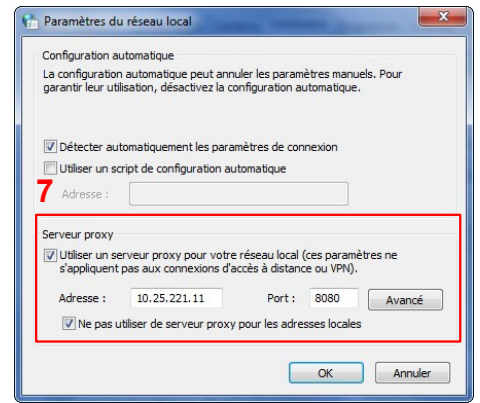 Paramètres du réseau local
Configuration automatique
La configuration automatique peut annuler les paramètres manuels. Pour
garantir leur utilisation, désactivez la configuration automatique.
Détecter automatiquement les paramètres de connexion
Utiliser un script de configuration automatique
7
Adresse :
Serveur proxy
Utiliser un serveur proxy pour votre réseau local (ces paramètres ne
s'appliquent pas aux connexions d'accès à distance ou VPN).
Adresse : 10.25.221.11 Port : 8080 Avancé
Ne pas utiliser de serveur proxy pour les adresses locales
OK Annuler